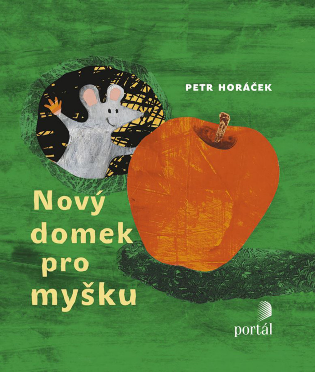 PETR HORÁČEK
Nový
domek
pro
myšku
portál